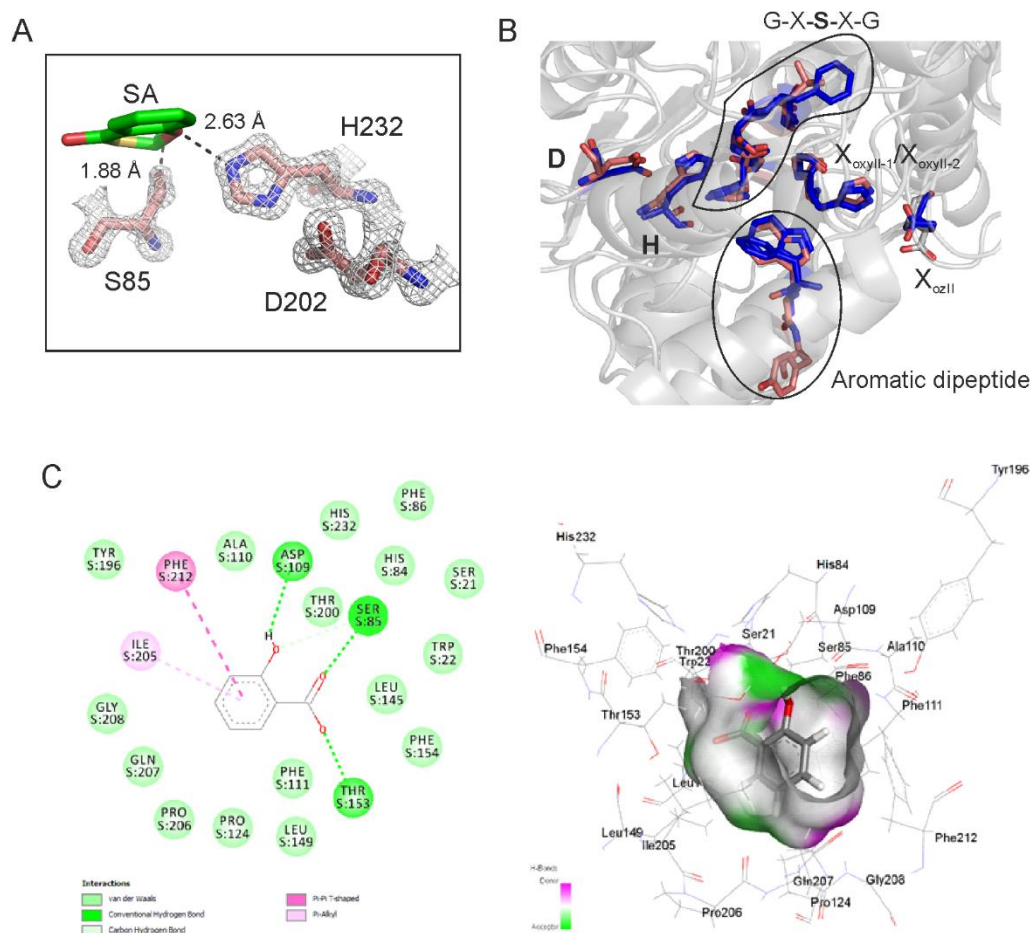 A
SA
2.63 Å
H232
1.88 Å
S85
D202
B
G-X-S-X-G
D
H
XoxyII-1/XoxyII-2
XozII
Aromatic dipeptide
C
PHE
S:86
HIS
S:232
TYR
S:196
PHE
S:212
ALA
S:110
ASP
S:109
HIS
S:84
SER
S:21
THR
S:200
SER
S:85
ILE
S:205
TRP
S:22
LEU
S:145
GLY
S:208
PHE
S:154
GLN
S:207
PHE
S:111
THR
S:153
PRO
S:206
PRO
S:124
LEU
S:149
H
O
O
O
Interactions
van der Waals
Conventional Hydrogen Bond
Carbon Hydrogen Bond
Pi-Pi T-shaped
Pi-Alkyl
Tyr196
His232
His84
Asp109
Ser21
Phe154
Thr200
Trp22
Ser85
Ala110
Phe86
Thr153
Phe111
Leu149
Ile205
Phe212
Gln207
Gly208
Pro206
Pro124
H-Bonds
Donor
Acceptor